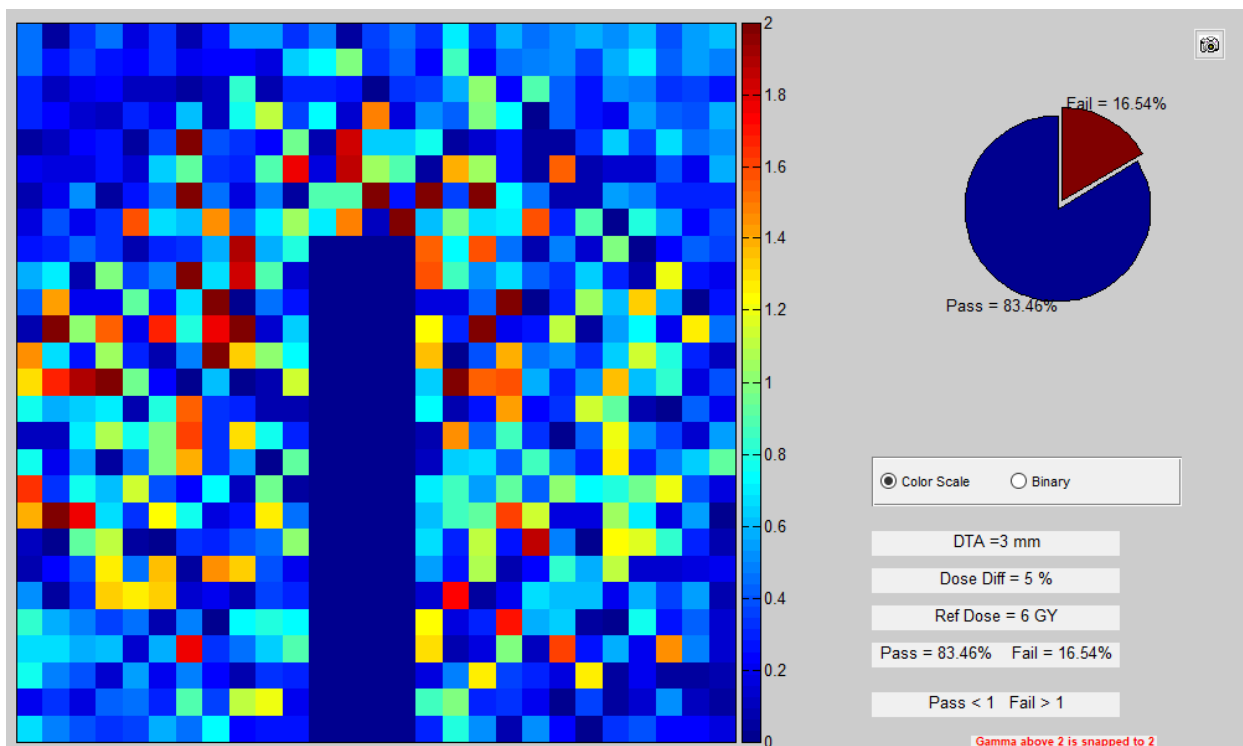 2
1.8
1.6
1.4
1.2
1
0.8
0.6
0.4
0.2
0
Fail = 16.54%
Pass = 83.46%
Color Scale Binary
DTA =3 mm
Dose Diff = 5 %
Ref Dose = 6 GY
Pass = 83.46% Fail = 16.54%
Pass < 1 Fail > 1
Gamma above 2 is snapped to 2